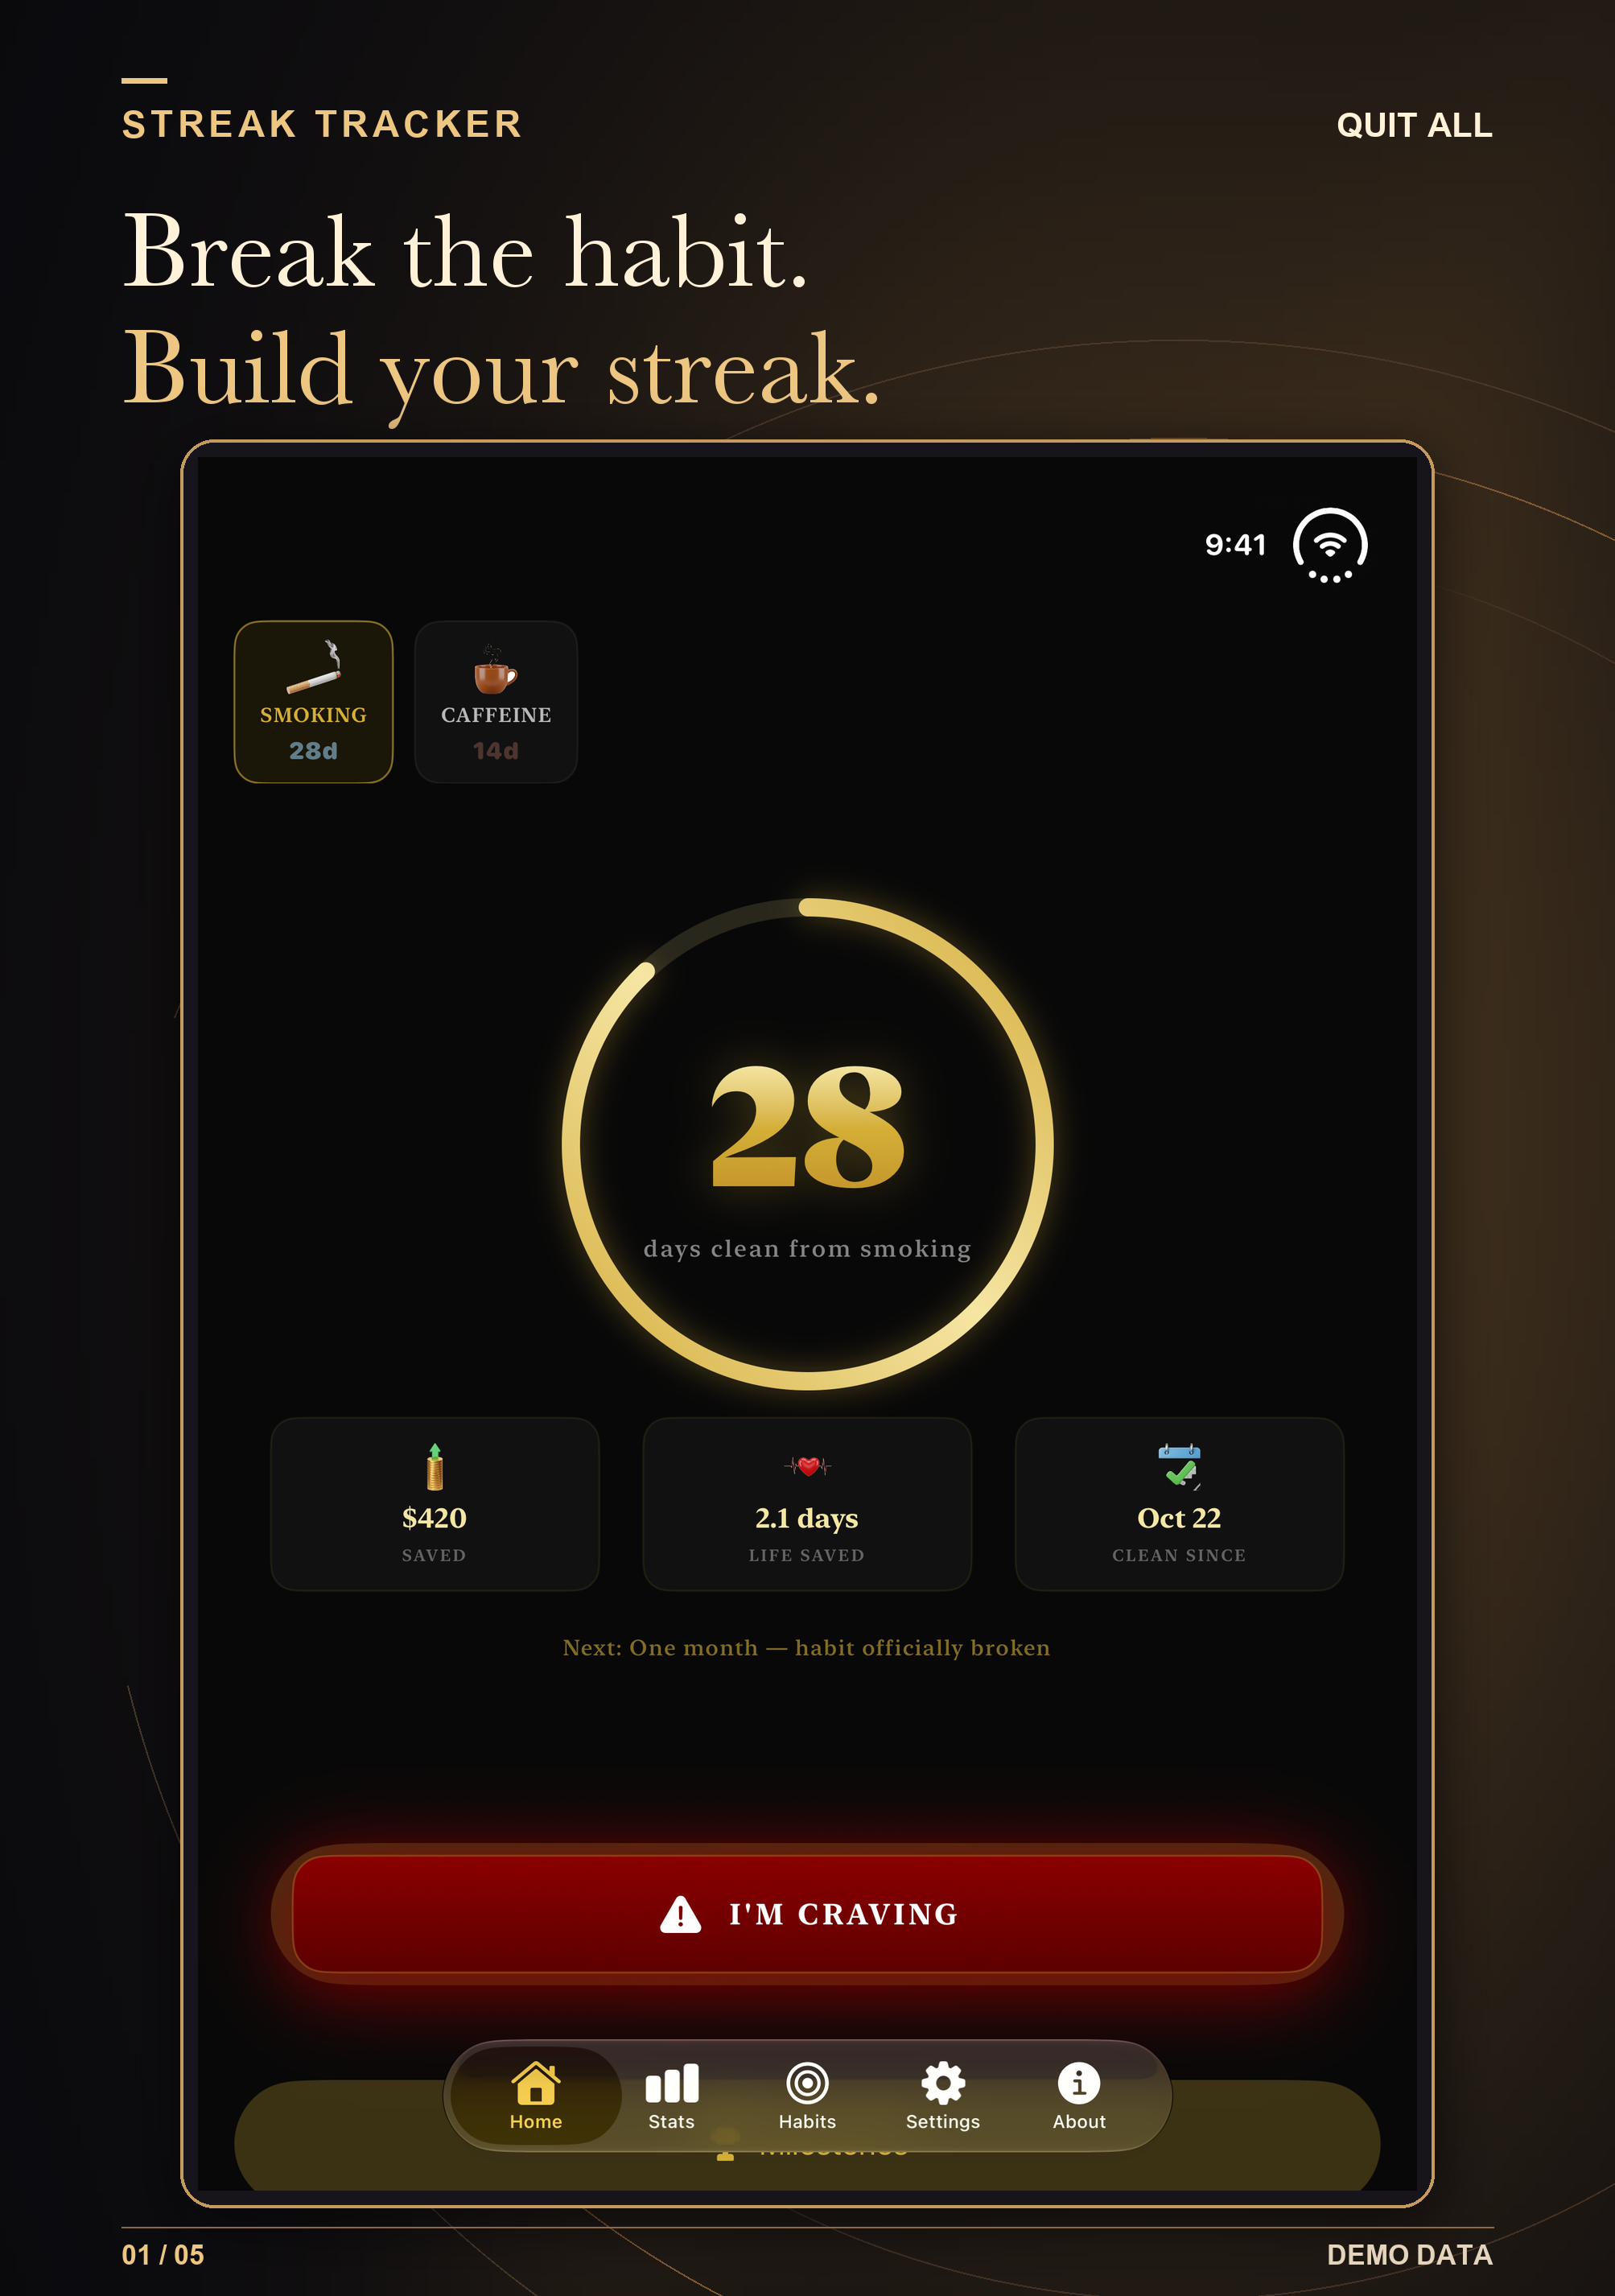 STREAK TRACKER
QUIT ALL
Break the habit.
Build your streak.
9:41
SMOKING
28d
CAFFEINE
14d
28
days clean from smoking
$420
SAVED
2.1 days
LIFE SAVED
Oct 22
CLEAN SINCE
Next: One month — habit officially broken
I'M CRAVING
Home
Stats
Habits
Settings
About
01 / 05
DEMO DATA